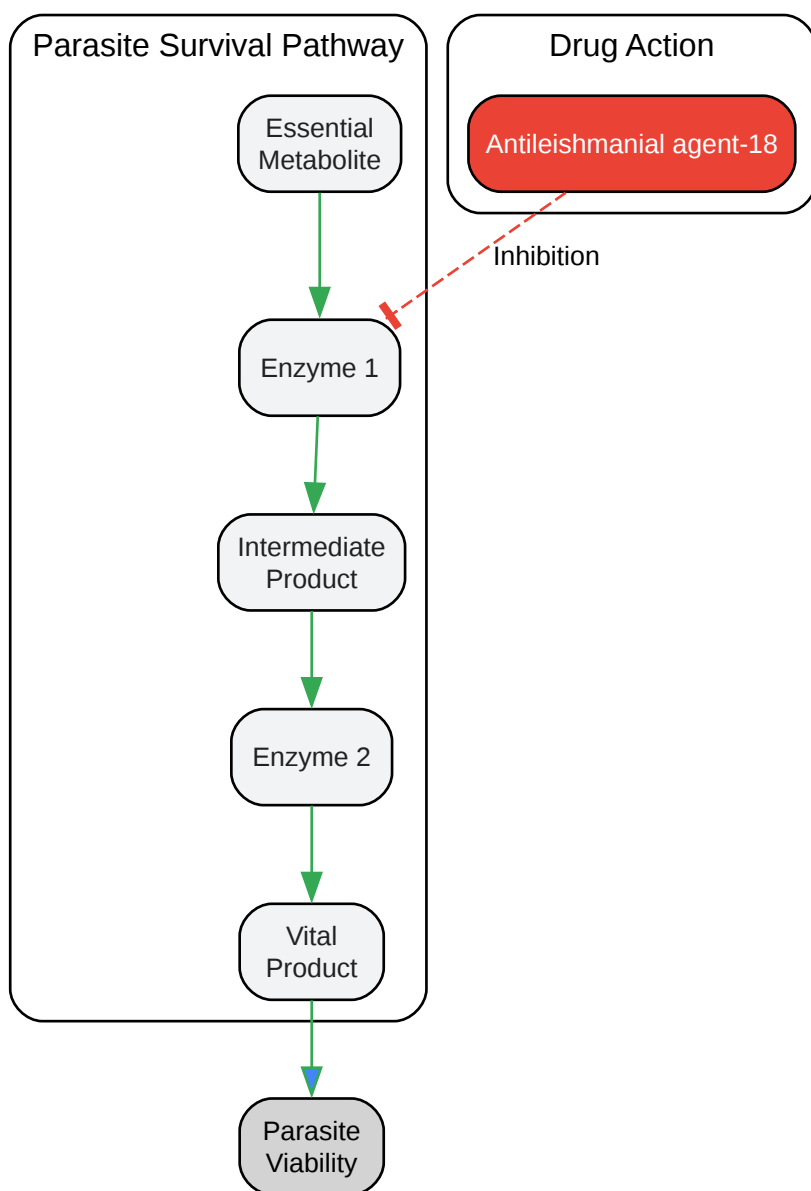 Parasite Survival Pathway
Drug Action
Essential
Metabolite
Antileishmanial agent-18
Inhibition
Enzyme 1
Intermediate
Product
Enzyme 2
Vital
Product
Parasite
Viability